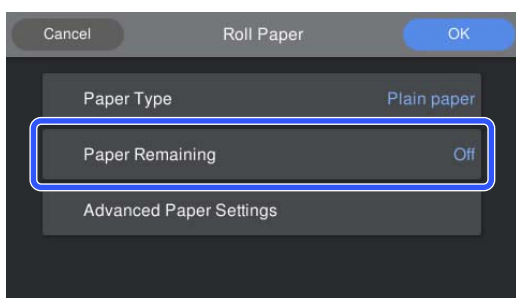 Cancel Roll Paper OK
Paper Type Plain paper
Paper Remaining Off
Advanced Paper Settings